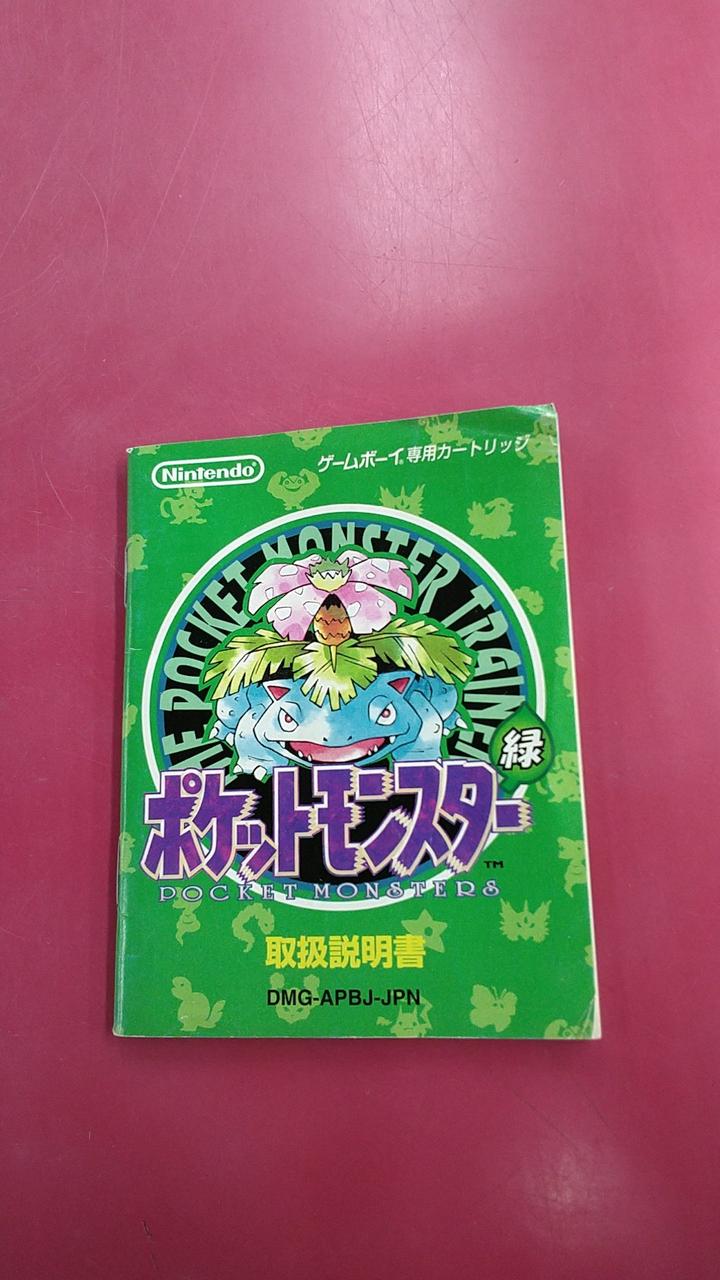 Nintendo®
ゲームボーイ®専用カートリッジ
THE POCKET MONSTER TRAINER
緑
ポケットモンスター
™
POCKET MONSTERS
取扱説明書
DMG-APBJ-JPN